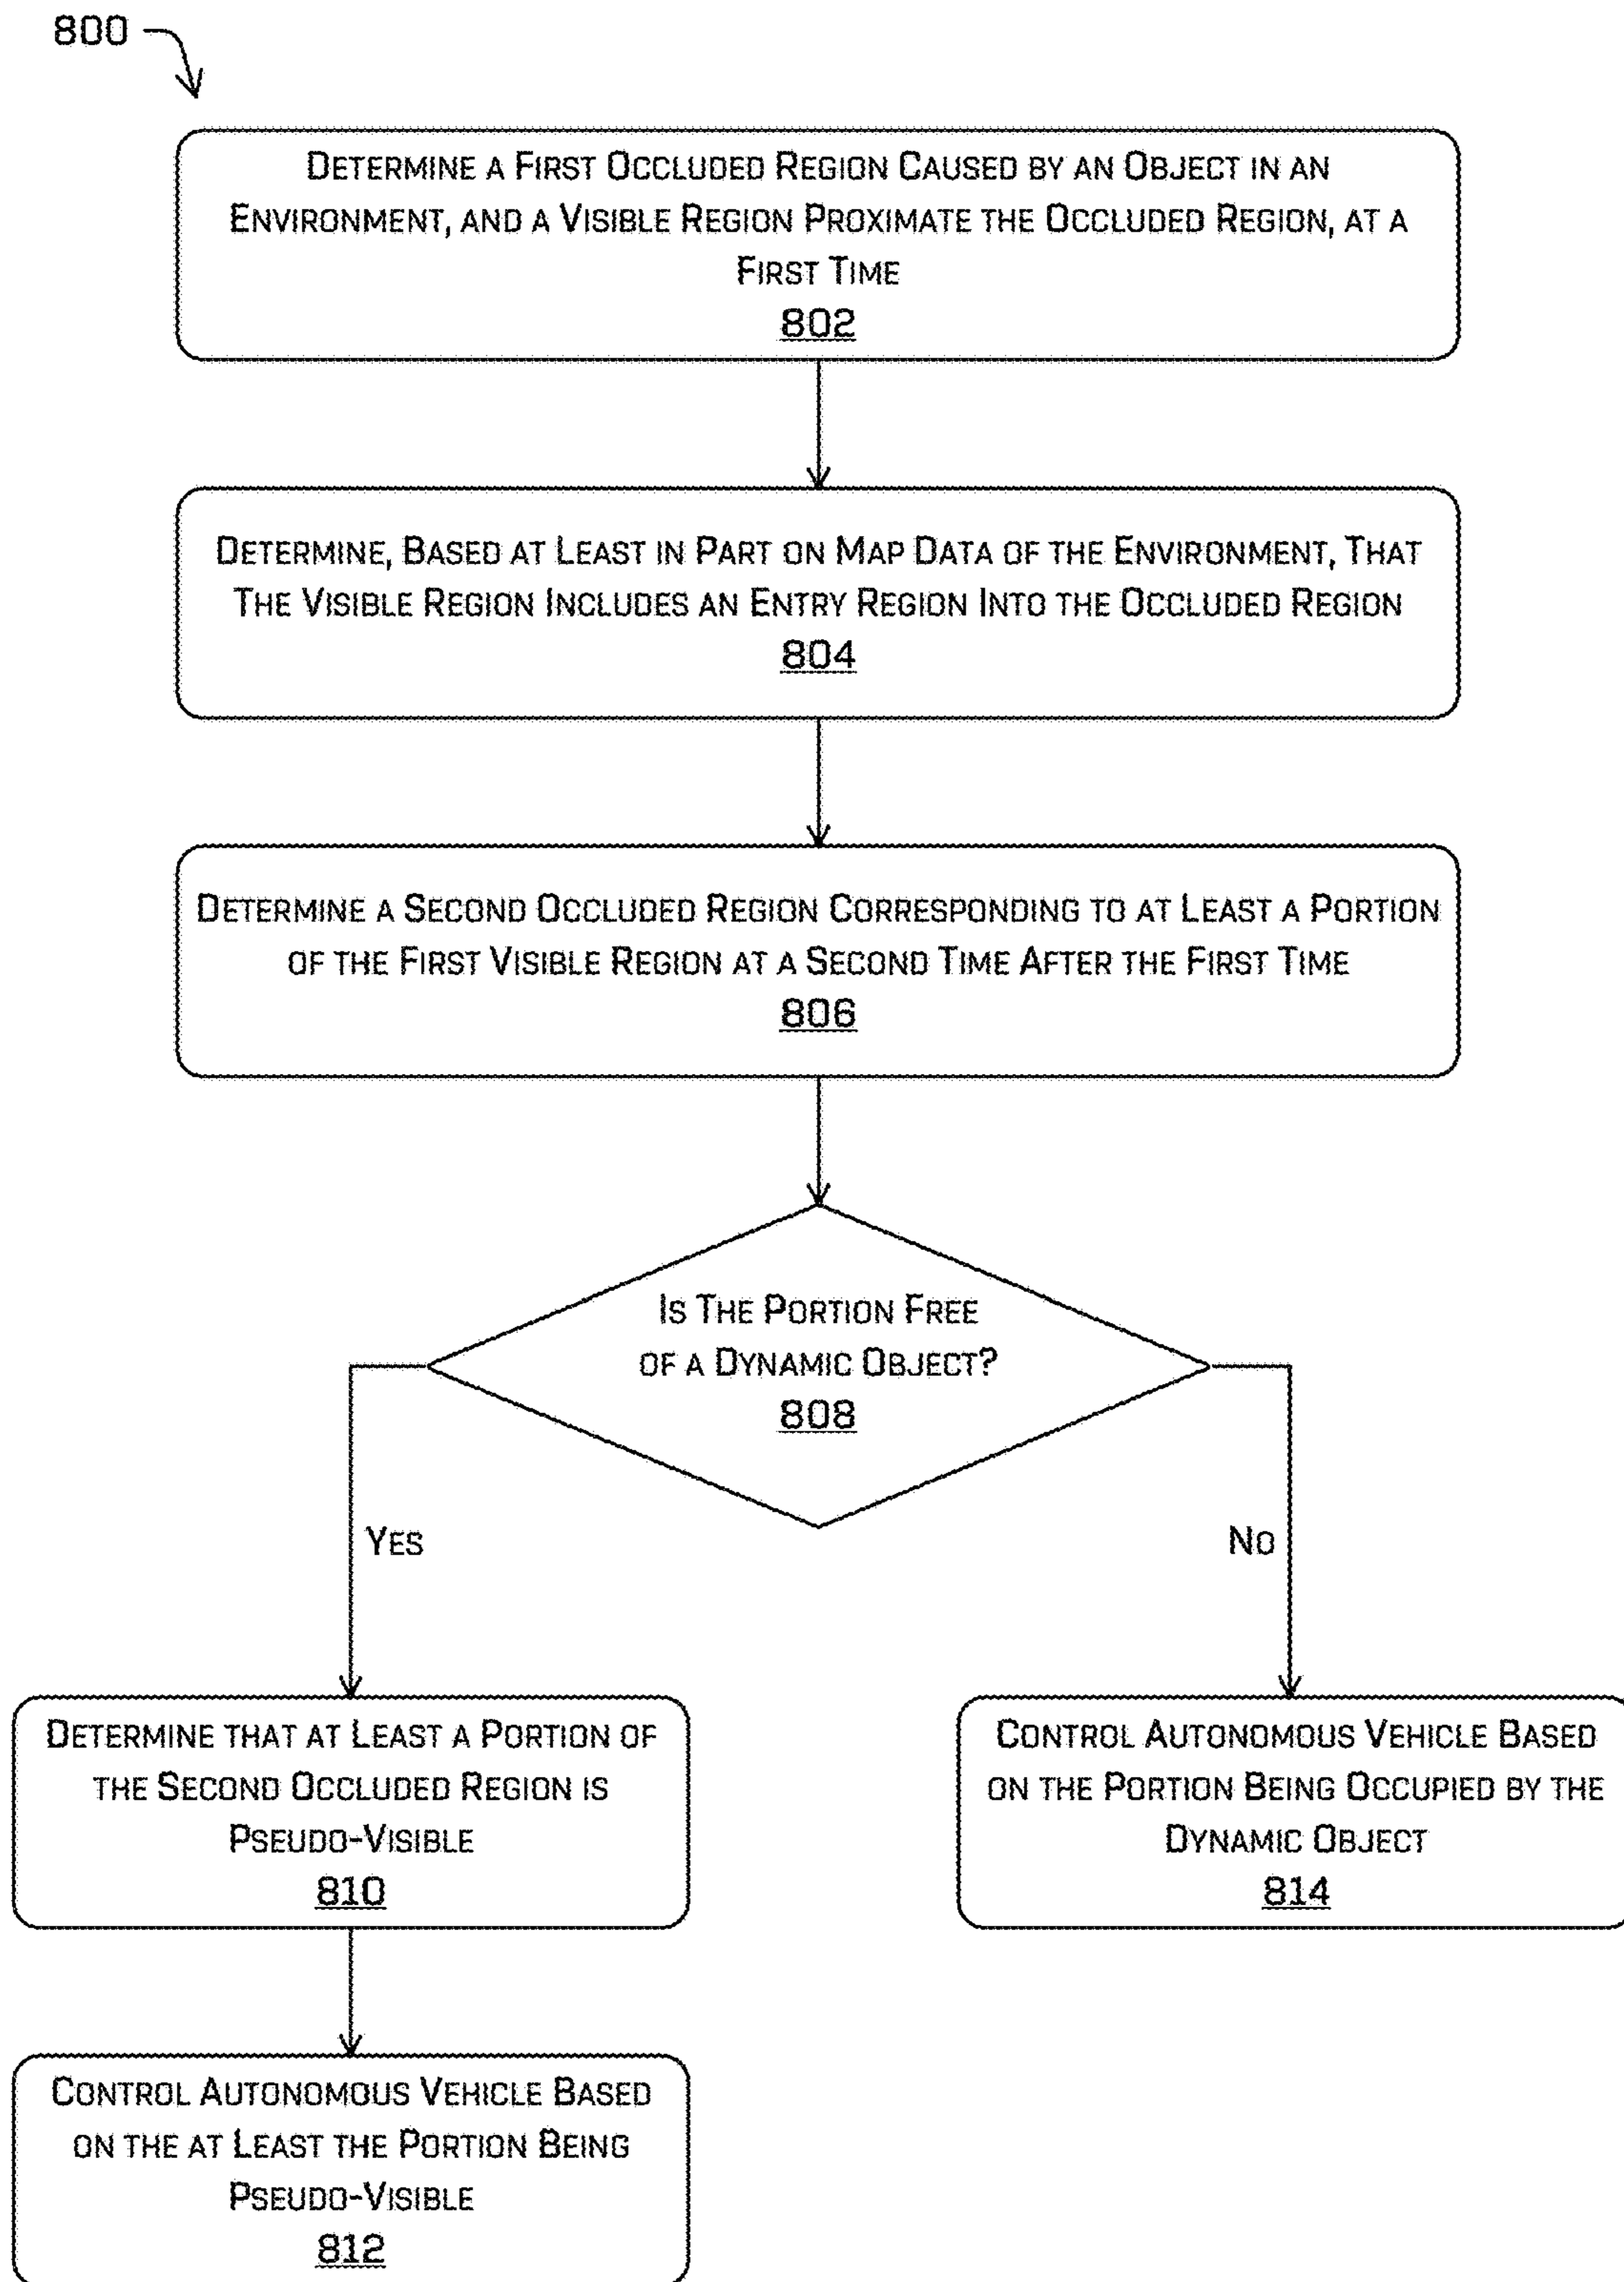 800
Determine a First Occluded Region Caused by an Object in an
Environment, and a Visible Region Proximate the Occluded Region, at a
First Time
802
Determine, Based at Least in Part on Map Data of the Environment, That
The Visible Region Includes an Entry Region Into the Occluded Region
804
Determine a Second Occluded Region Corresponding to at Least a Portion
of the First Visible Region at a Second Time After the First Time
806
Is The Portion Free
of a Dynamic Object?
808
Yes
No
Determine that at Least a Portion of
the Second Occluded Region is
Pseudo-Visible
810
Control Autonomous Vehicle Based
on the Portion Being Occupied by the
Dynamic Object
814
Control Autonomous Vehicle Based
on the at Least the Portion Being
Pseudo-Visible
812